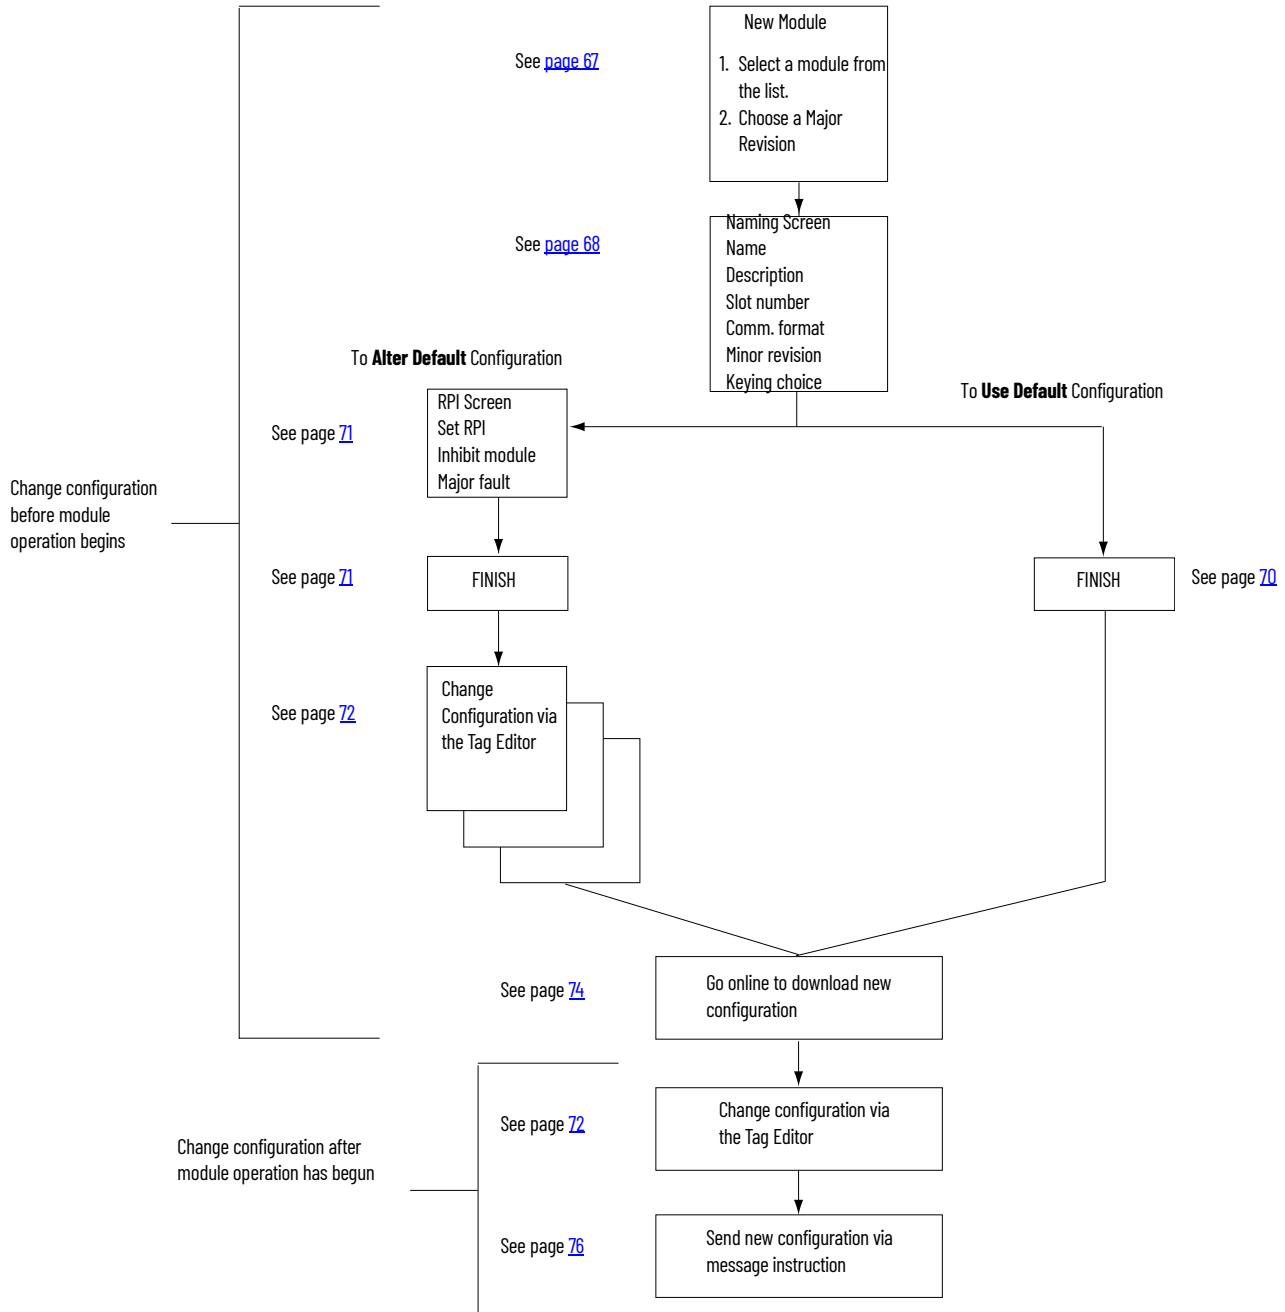 New Module
See page 67
1. Select a module from
the list.
2. Choose a Major
Revision
Naming Screen
See page 68
Name
Description
Slot number
Comm. format
Minor revision
Keying choice
To Alter Default Configuration
To Use Default Configuration
RPI Screen
Set RPI
Inhibit module
Major fault
See page 71
Change configuration
before module
operation begins
See page 71
FINISH
FINISH
See page 70
See page 72
Change
Configuration via
the Tag Editor
See page 74
Go online to download new
configuration
See page 72
Change configuration via
the Tag Editor
Change configuration after
module operation has begun
See page 76
Send new configuration via
message instruction